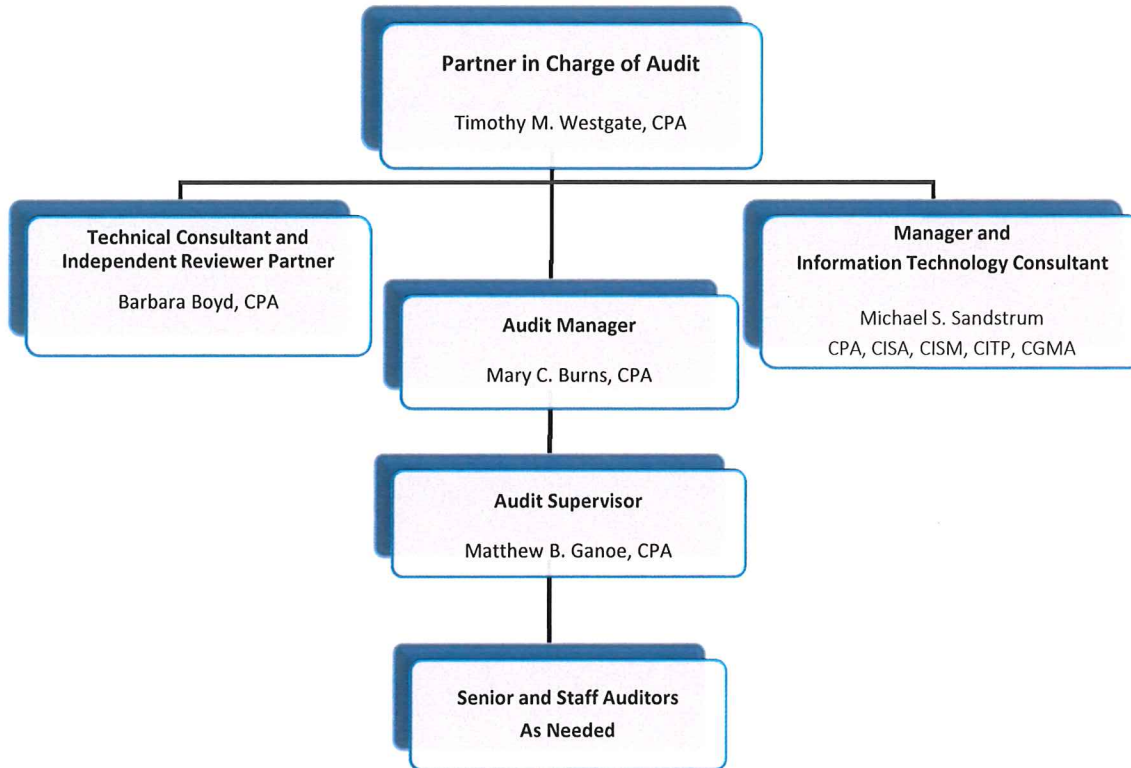 Partner in Charge of Audit
Timothy M. Westgate, CPA
Technical Consultant and
Independent Reviewer Partner
Barbara Boyd, CPA
Manager and
Information Technology Consultant
Michael S. Sandstrum
CPA, CISA, CISM, CITP, CGMA
Audit Manager
Mary C. Burns, CPA
Audit Supervisor
Matthew B. Ganoe, CPA
Senior and Staff Auditors
As Needed